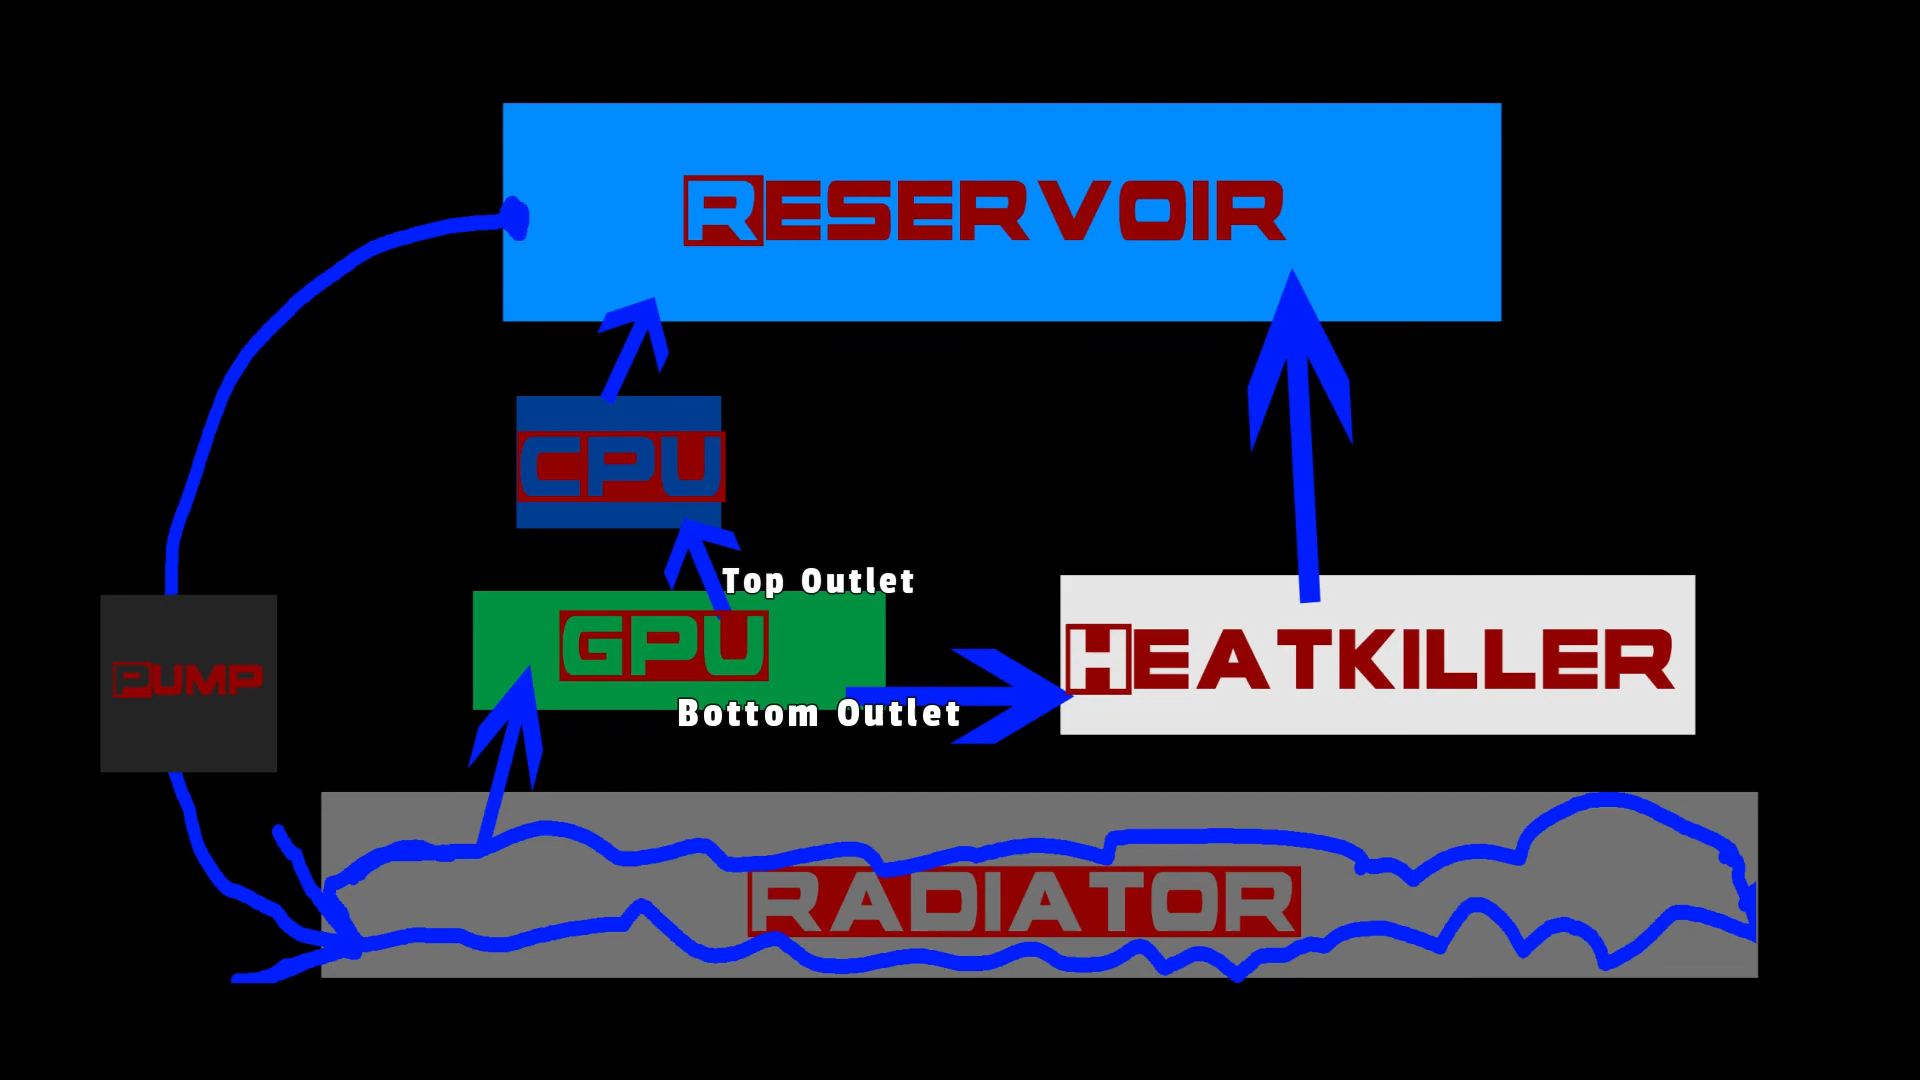 Reservoir
CPU
Top Outlet
GPU
Heatkiller
Pump
Bottom Outlet
RADIATOR